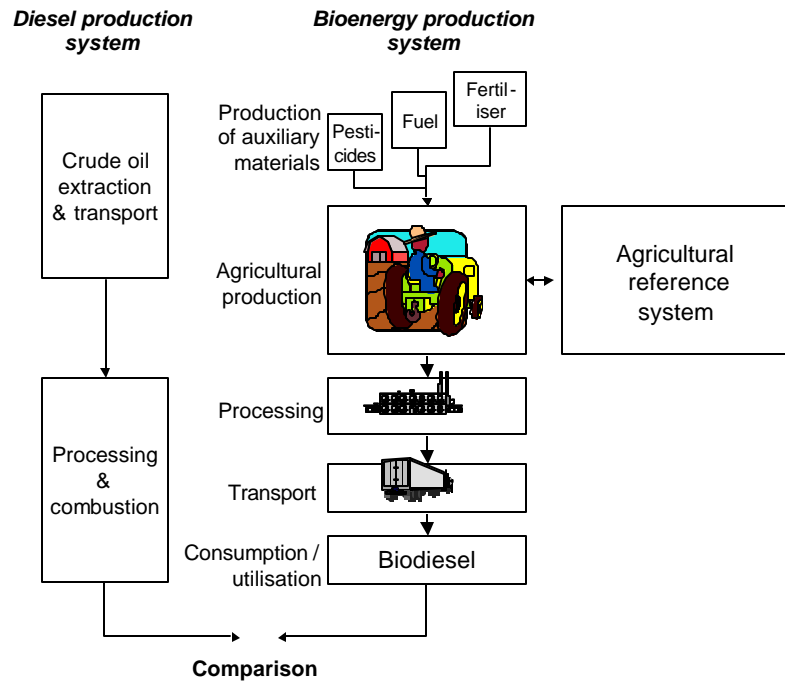 Diesel production
system
Bioenergy production
system
Crude oil
extraction
& transport
Processing
&
combustion
Production
of auxiliary
materials
Pesti-
cides
Fuel
Fertil-
iser
Agricultural
production
Agricultural
reference
system
Processing
Transport
Consumption /
utilisation
Biodiesel
Comparison